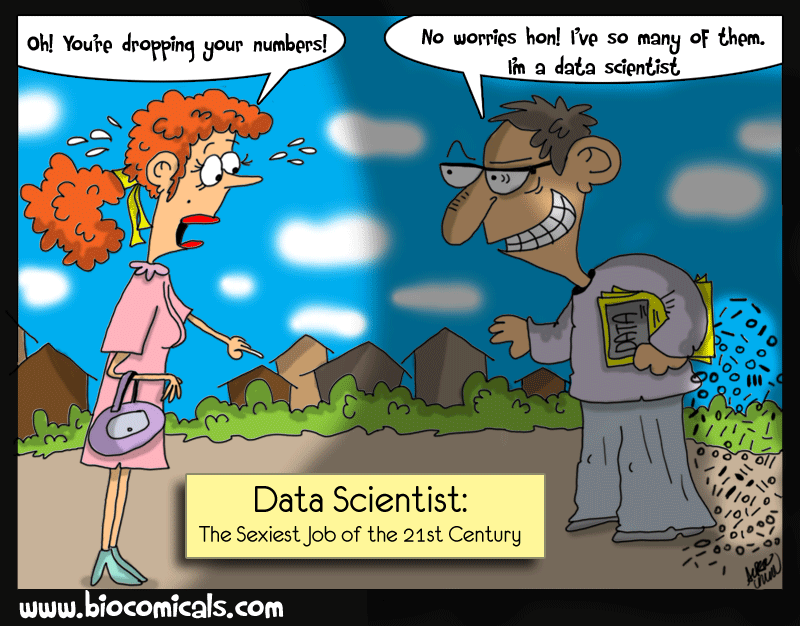 Oh! You're dropping your numbers!
No worries hon! I've so many of them.
I'm a data scientist
DATA
Data Scientist:
The Sexiest Job of the 21st Century
www.biocomicals.com